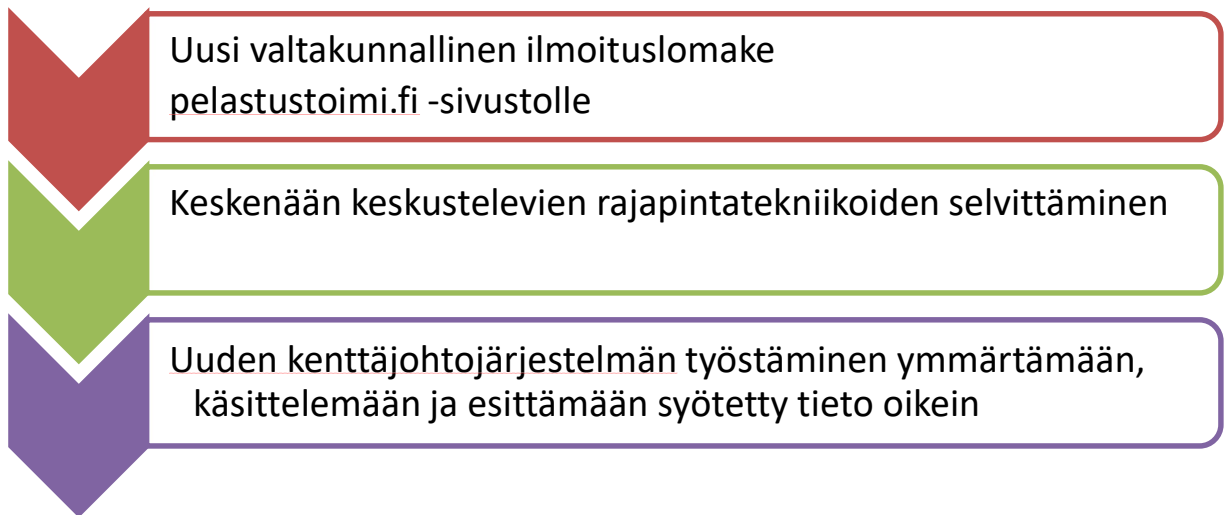 Uusi valtakunnallinen ilmoituslomake
pelastustoimi.fi -sivustolle
Keskenään keskustelevien rajapintatekniikoiden selvittäminen
Uuden kenttäjohtojärjestelmän työstäminen ymmärtämään,
käsittelemään ja esittämään syötetty tieto oikein